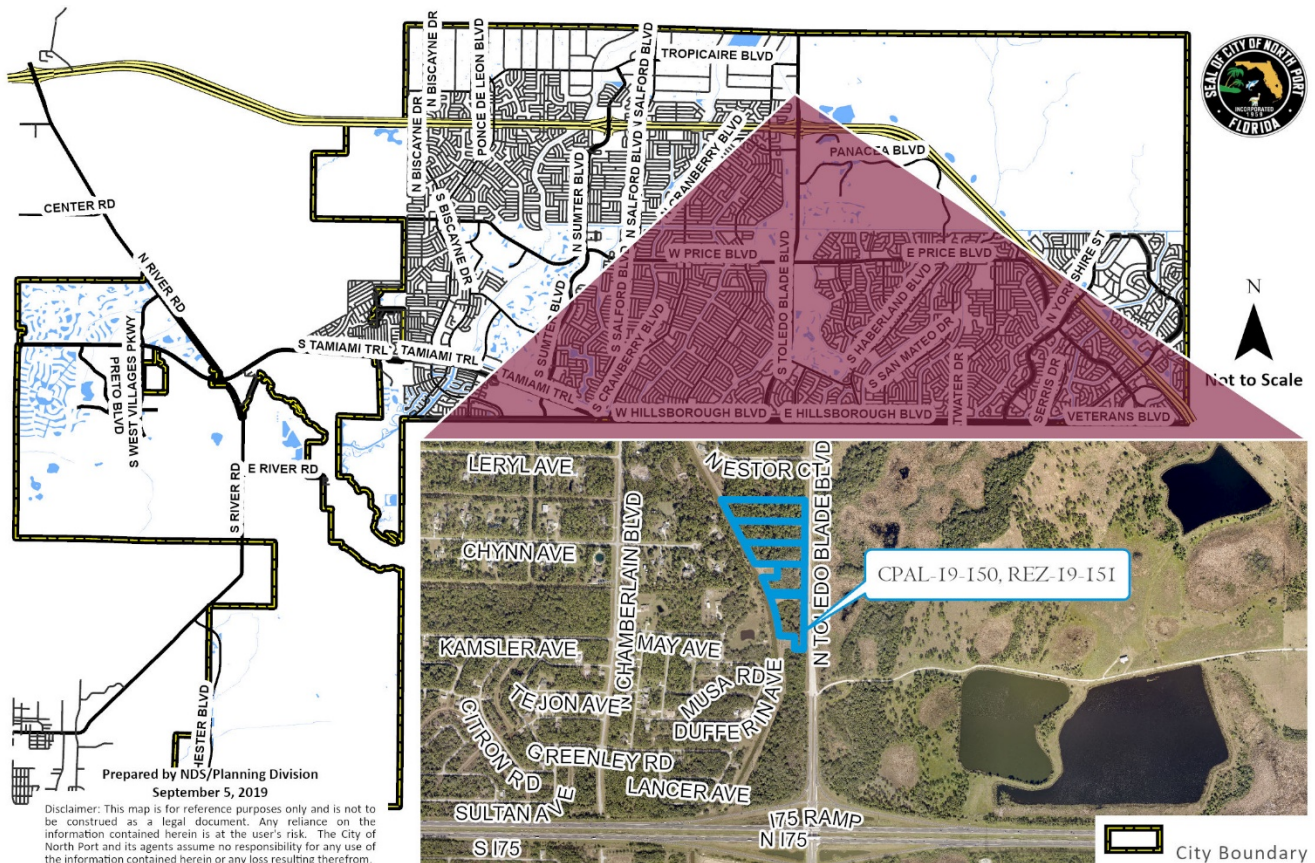 TROPICAIRE BLVD
N BISCAYNE DR
N BISCAYNE DR
PONCE DE LEON BLVD
N SALFORD BLVD
N SALFORD BLVD
N CRANBERRY BLVD
N SUMTER BLVD
PANACEA BLVD
SEAL OF CITY OF NORTH PORT
INCORPORATED
1959
FLORIDA
CENTER RD
N RIVER RD
S BISCAYNE DR
W PRICE BLVD
E PRICE BLVD
S TOLEDO BLADE BLVD
S HABERLAND BLVD
S SAN MATEO DR
S SALFORD BLVD
S CRANBERRY BLVD
S SUMTER BLVD
N
Not to Scale
S WEST VILLAGES PKWY
PRETO BLVD
S TAMIAMI TRL
TAMIAMI TRL
TAMIAMI TRL
SERRIS DR
W HILLSBOROUGH BLVD
E HILLSBOROUGH BLVD
VETERANS BLVD
E RIVER RD
S RIVER RD
LERYL AVE
NESTOR CT
CHYNN AVE
N CHAMBERLAIN BLVD
N TOLEDO BLADE BLVD
CPAL-19-150, REZ-19-151
KAMSLER AVE
MAY AVE
TEJON AVE
MUSA RD
DUFFERIN AVE
CITRON RD
GREENLEY RD
LANCER AVE
SULTAN AVE
I75 RAMP
N I75
S I75
Prepared by NDS/Planning Division
September 5, 2019
Disclaimer: This map is for reference purposes only and is not to
be construed as a legal document. Any reliance on the
information contained herein is at the user's risk. The City of
North Port and its agents assume no responsibility for any use of
the information contained herein or any loss resulting therefrom.
City Boundary